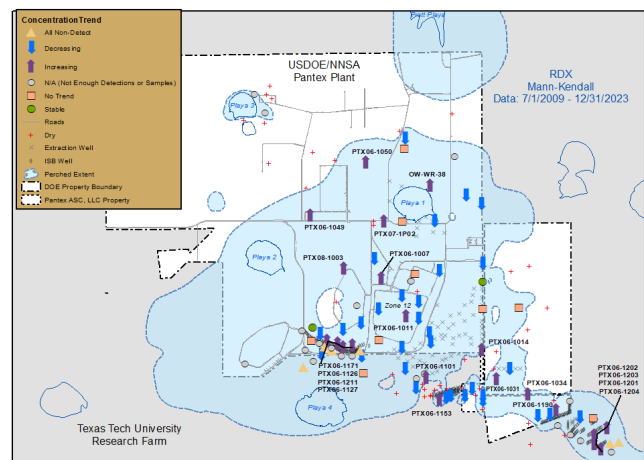 ConcentrationTrend
All Non-Detect
Decreasing
Increasing
N/A (Not Enough Detections or Samples)
No Trend
Stable
Roads
Dry
Extraction Well
ISB Well
Perched Extent
DOE Property Boundary
Pantex ASC, LLC Property
Pratt Playa
USDOE/NNSA
Pantex Plant
RDX
Mann-Kendall
Data: 7/1/2009 - 12/31/2023
Playa 3
PTX06-1050
OW-WR-38
Playa 1
PTX06-1049
PTX07-1P02
Playa 2
PTX08-1003
PTX06-1007
Zone 12
PTX06-1011
PTX06-1014
PTX06-1171
PTX06-1126
PTX06-1211
PTX06-1127
PTX06-1101
PTX06-1031
PTX06-1034
PTX06-1202
PTX06-1203
PTX06-1201
PTX06-1204
PTX06-1153
PTX06-1190
Playa 4
Texas Tech University
Research Farm